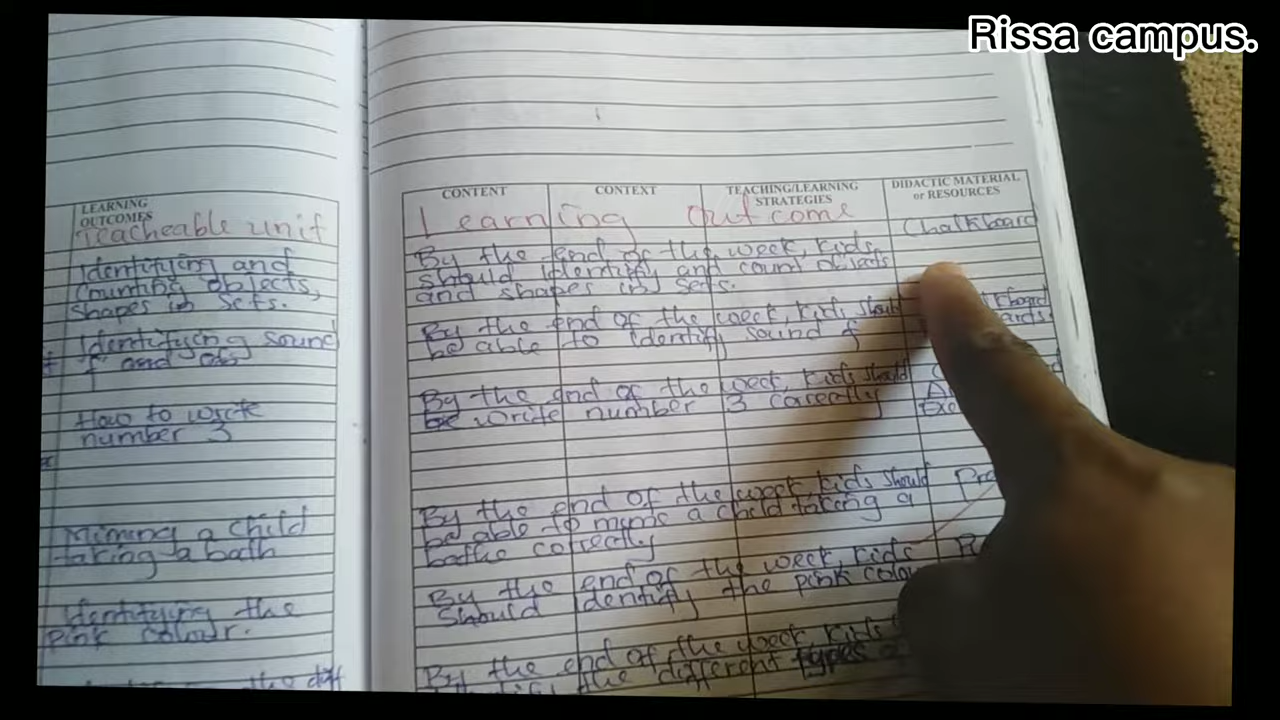 Rissa campus.
LEARNING
OUTCOMES
Teacheable unit
Identifying and
Counting objects,
shapes in sets.
Identifying sound
f and
How to write
number 3
Miming a child
taking a bath
Identifying the
Pink colour.
the diff
CONTENT
CONTEXT
TEACHING/LEARNING
STRATEGIES
DIDACTIC MATERIAL
or RESOURCES
Learning outcome
By the end of the week, kids
should identify and count objects
and shapes in sets.
By the end of the week, kids should
be able to identify sound f
By the end of the week, kids should
write number 3 correctly
By the end of the week, kids should
be able to mime a child taking a
bathe correctly
By the end of the week, kids
should identify the pink colou
By the end of the week, kids
the different types
Chalkboard